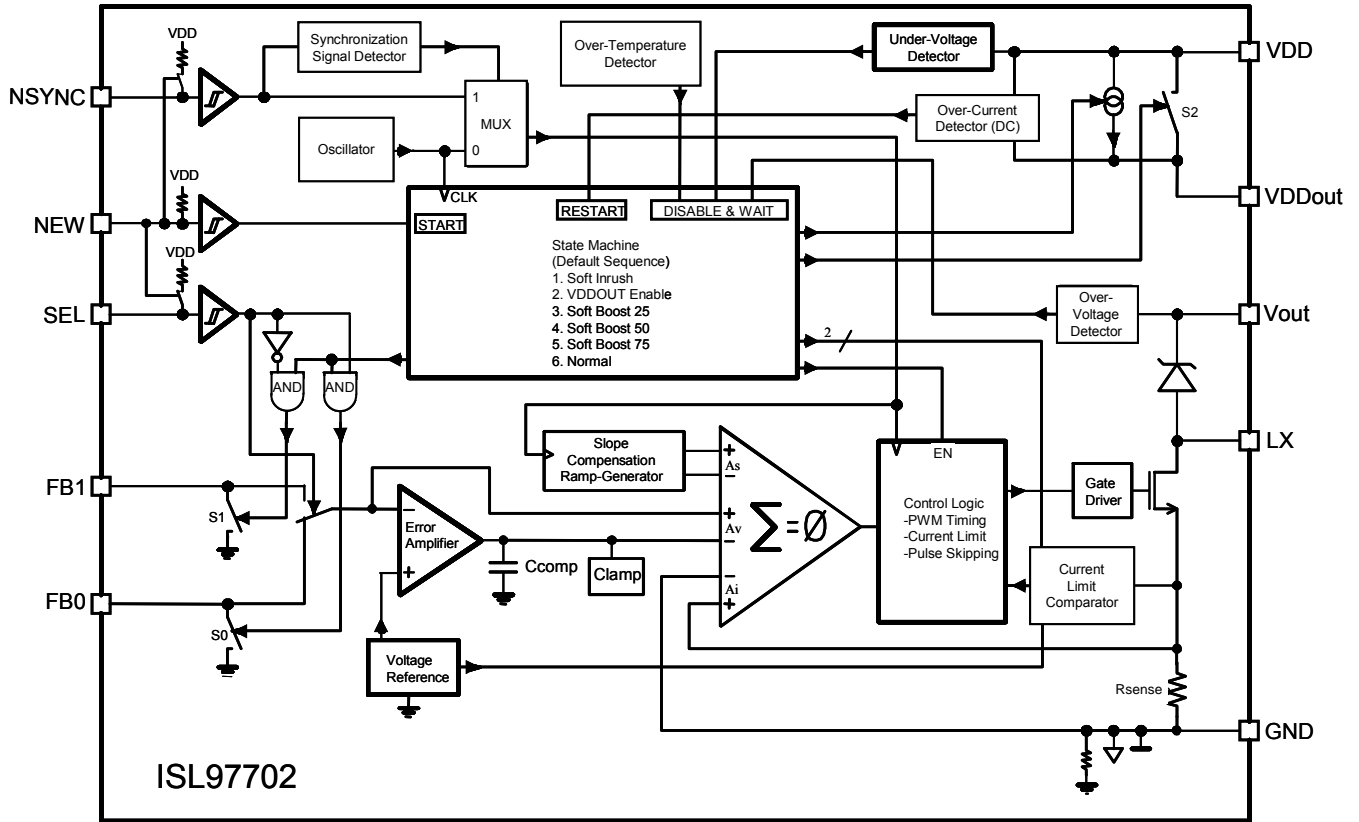 VDD
NSYNC
Synchronization
Signal Detector
Over-Temperature
Detector
Under-Voltage
Detector
VDD
1
MUX
0
Oscillator
Over-Current
Detector (DC)
S2
VDD
NEW
CLK
START
RESTART
DISABLE & WAIT
VDDout
State Machine
(Default Sequence)
1. Soft Inrush
2. VDDOUT Enable
3. Soft Boost 25
4. Soft Boost 50
5. Soft Boost 75
6. Normal
VDD
SEL
2
Over-
Voltage
Detector
Vout
AND
AND
Slope
Compensation
Ramp-Generator
+
As
−
EN
LX
FB1
S1
−
Error
Amplifier
+
+
Av
−
Σ=Ø
Control Logic
-PWM Timing
-Current Limit
-Pulse Skipping
Gate
Driver
Ccomp
Clamp
−
Ai
+
Current
Limit
Comparator
FB0
S0
Voltage
Reference
Rsense
GND
ISL97702